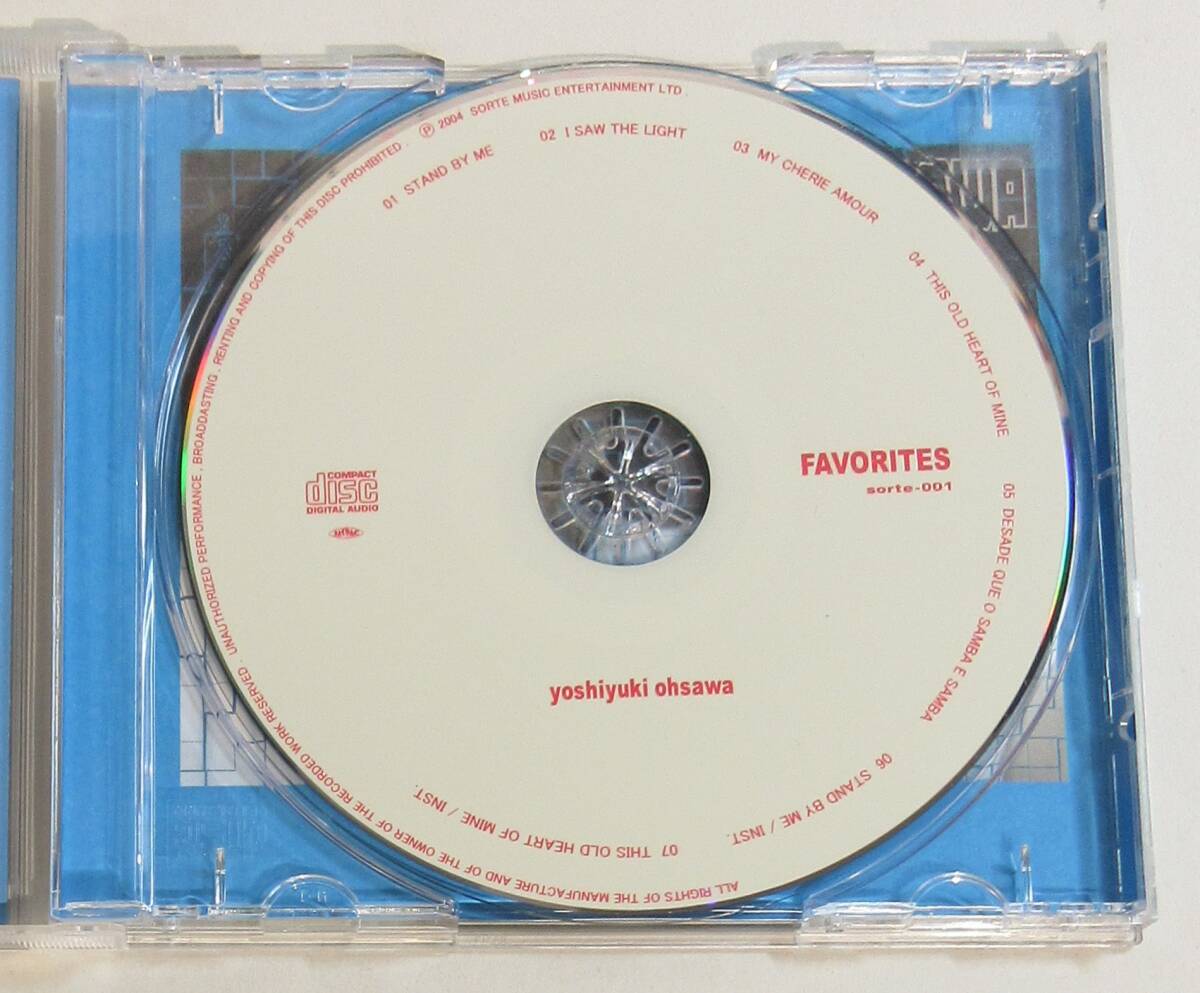 ALL RIGHTS OF THE MANUFACTURE AND OF THE OWNER OF THE RECORDED WORK RESERVED . UNAUTHORIZED PERFORMANCE , BROADDASTING , RENTING AND COPYING OF THIS DISC PROHIBITED . Ⓟ 2004 SORTE MUSIC ENTERTAINMENT LTD .
01 STAND BY ME
02 I SAW THE LIGHT
03 MY CHERIE AMOUR
04 THIS OLD HEART OF MINE
05 DESADE QUE O SAMBA E SAMBA
06 STAND BY ME / INST.
07 THIS OLD HEART OF MINE / INST.
FAVORITES
sorte-001
COMPACT
disc
DIGITAL AUDIO
yoshiyuki ohsawa